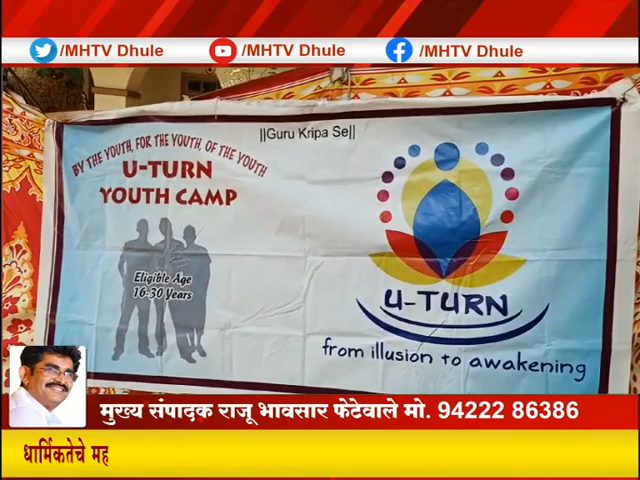 /MHTV Dhule /MHTV Dhule /MHTV Dhule
||Guru Kripa Se||
BY THE YOUTH, FOR THE YOUTH, OF THE YOUTH
U-TURN
YOUTH CAMP
Eligible Age
16-30 Years
U-TURN
from illusion to awakening
मुख्य संपादक राजू भावसार फेटेवाले मो. 94222 86386
धार्मिकतेचे मह